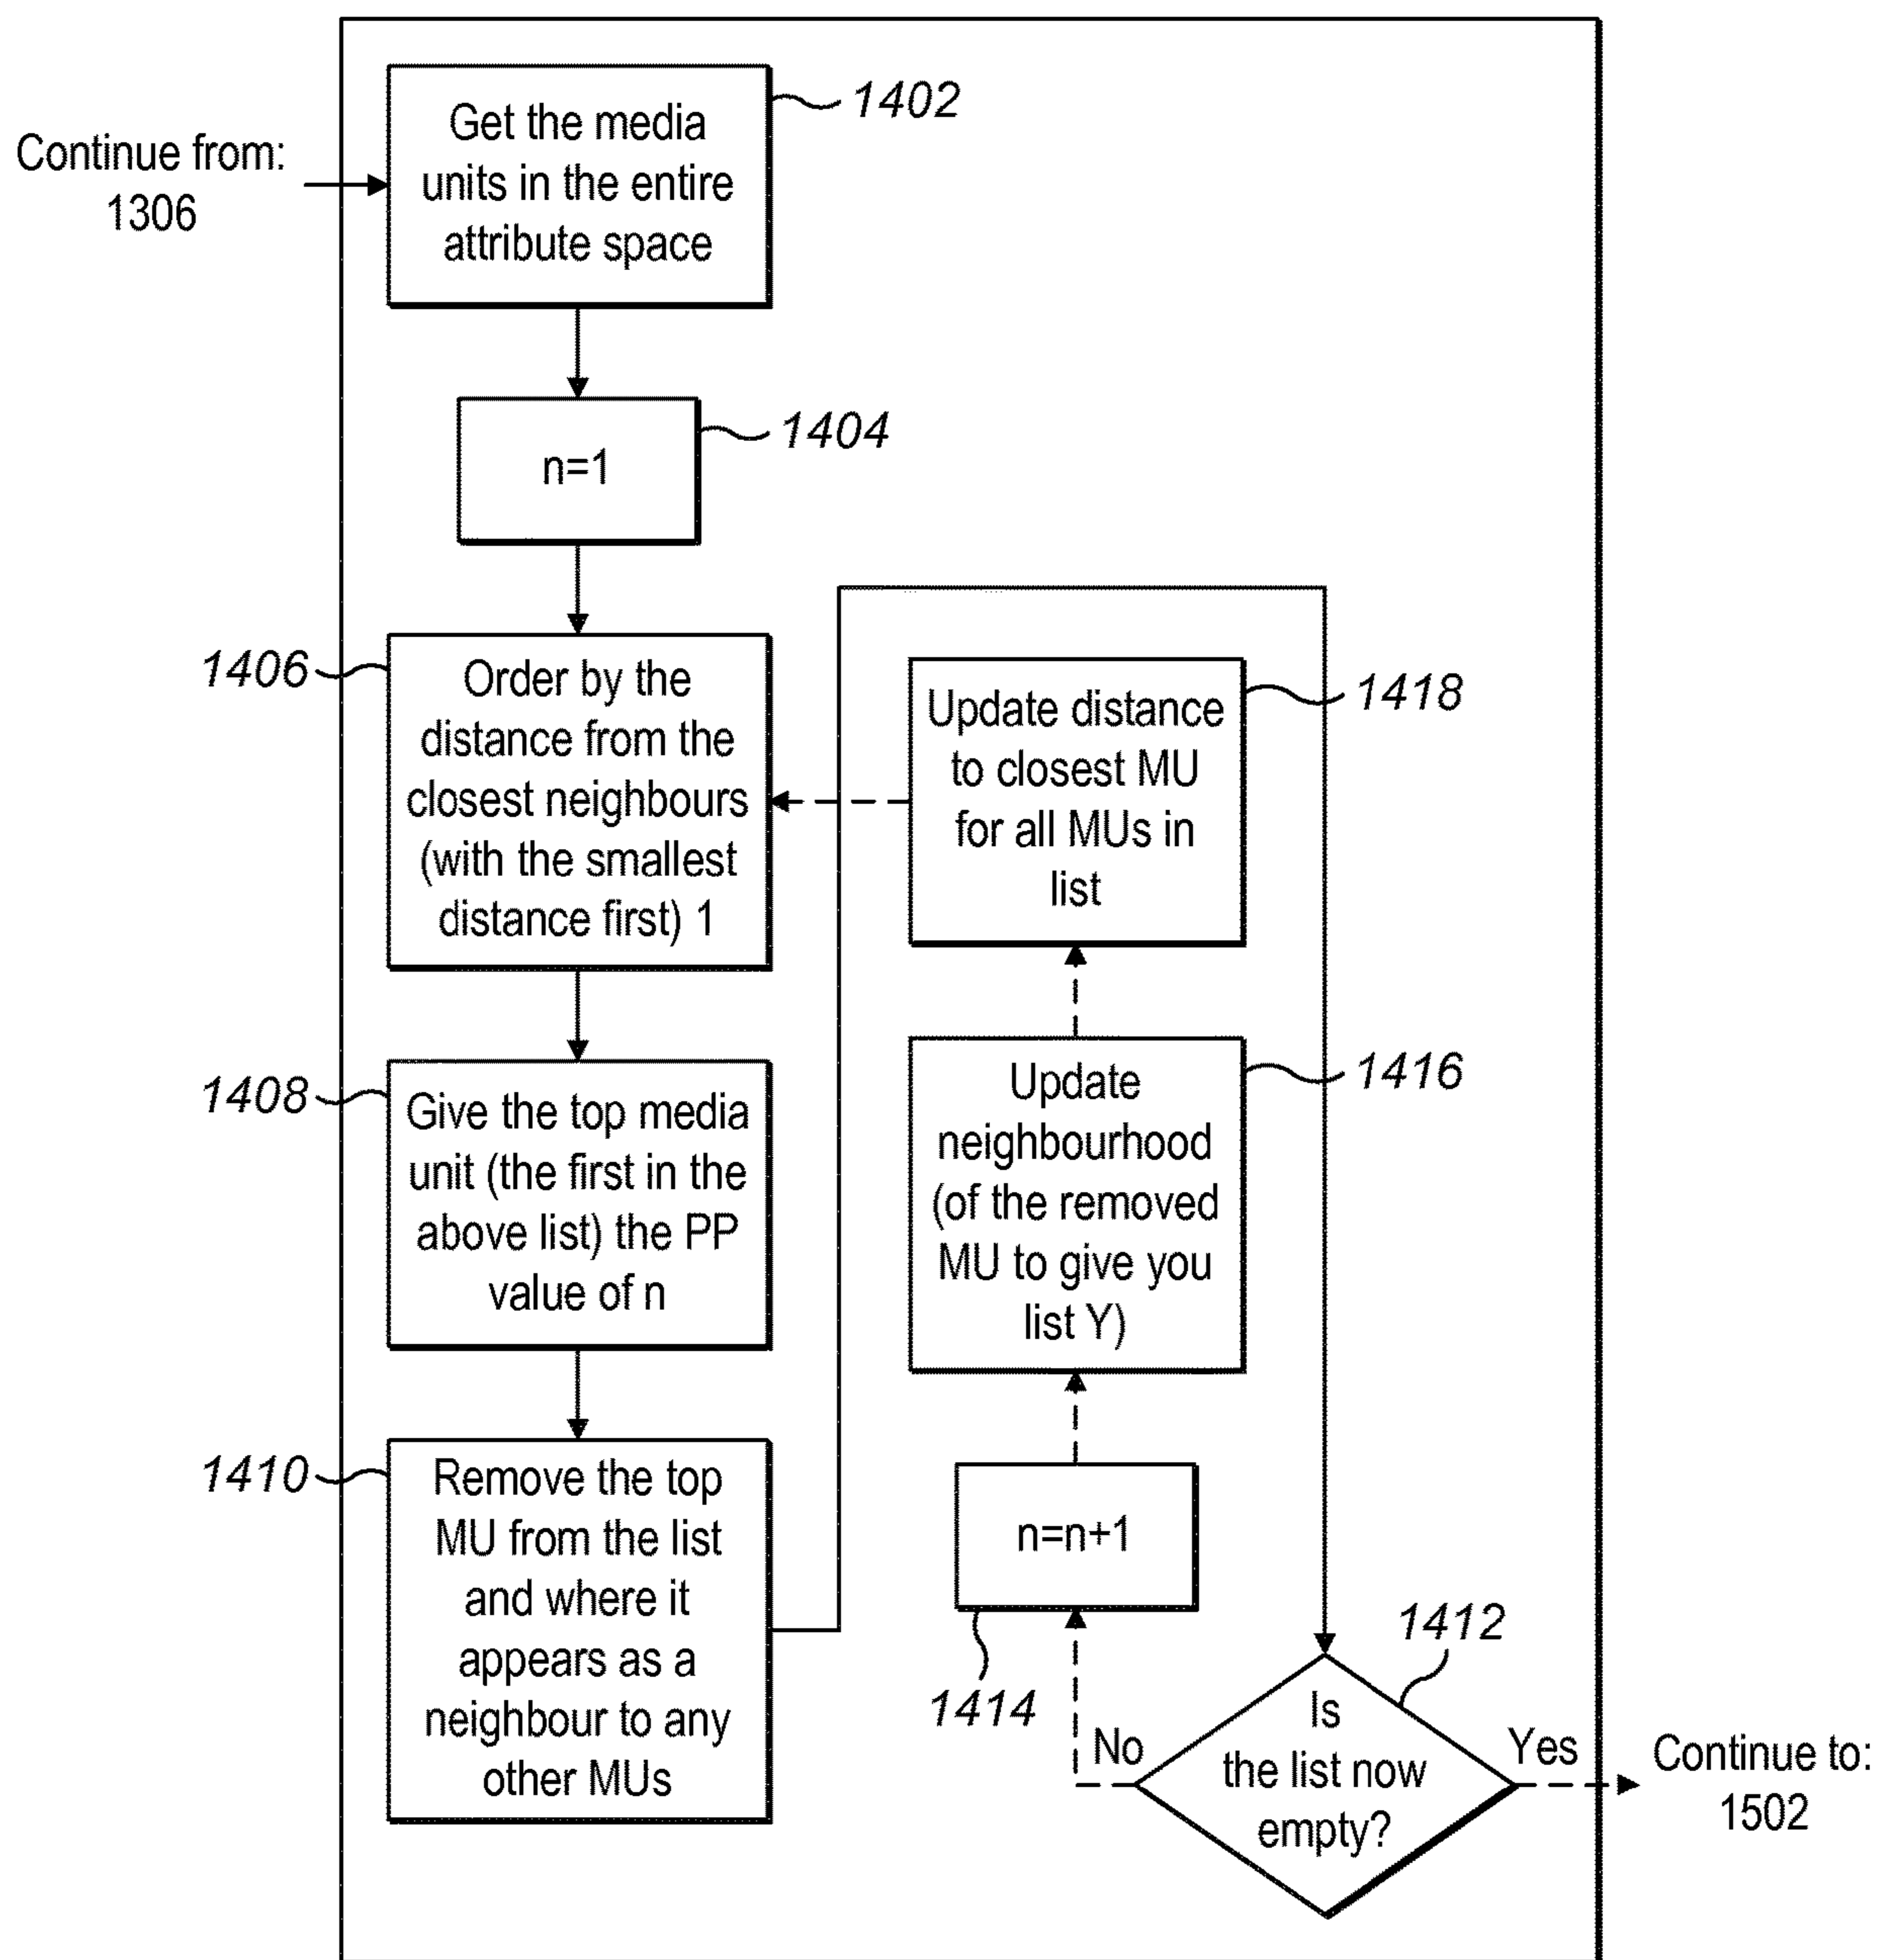 Continue from:
1306
Get the media
units in the entire
attribute space
1402
n=1
1404
1406
Order by the
distance from the
closest neighbours
(with the smallest
distance first) 1
1408
Give the top media
unit (the first in the
above list) the PP
value of n
1410
Remove the top
MU from the list
and where it
appears as a
neighbour to any
other MUs
Update distance
to closest MU
for all MUs in
list
1418
Update
neighbourhood
(of the removed
MU to give you
list Y)
1416
n=n+1
1414
1412
Is
the list now
empty?
No
Yes
Continue to:
1502